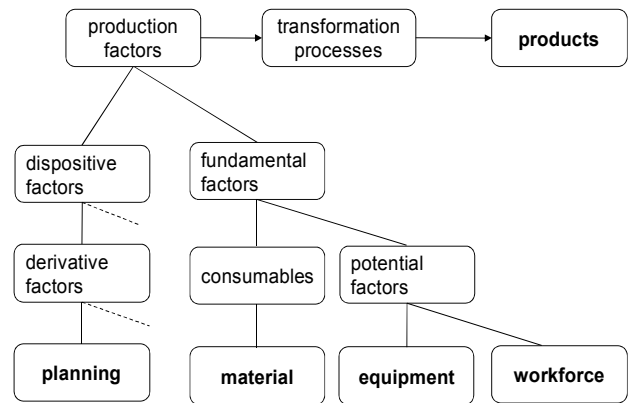 production
factors
transformation
processes
products
dispositive
factors
fundamental
factors
derivative
factors
consumables
potential
factors
planning
material
equipment
workforce